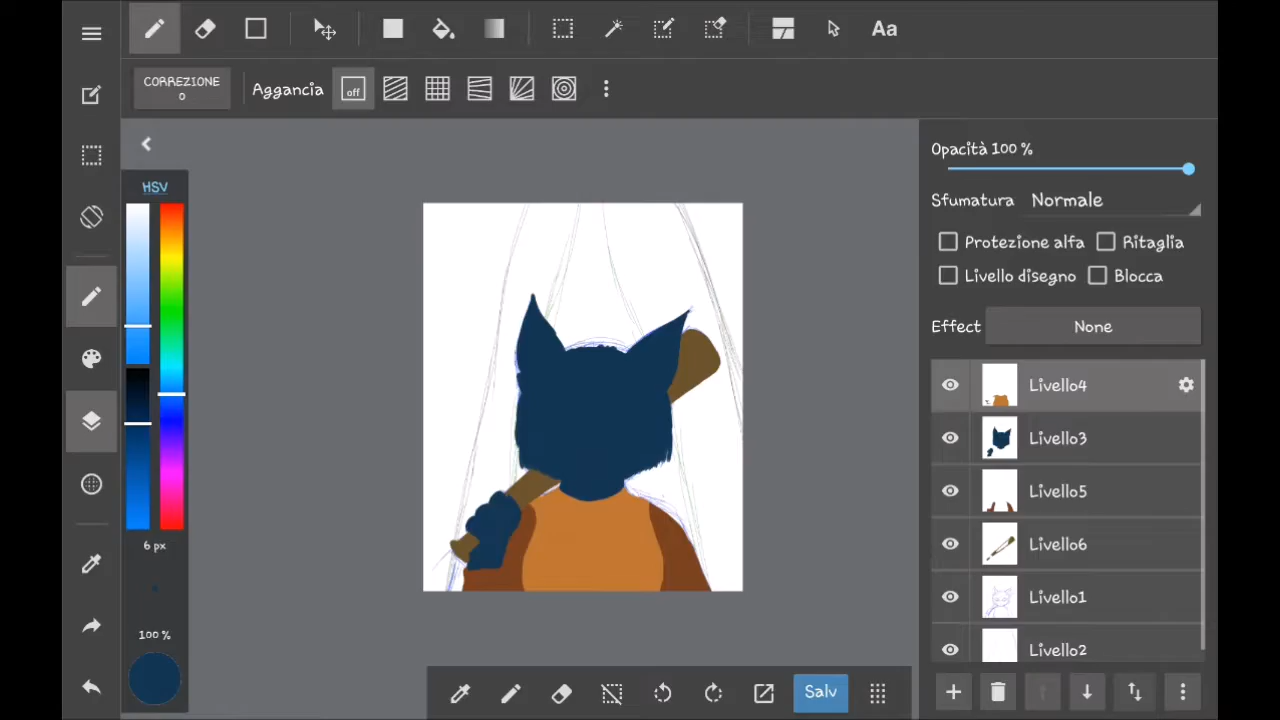 Aa
CORREZIONE
0
Aggancia
off
HSV
6 px
100 %
Opacità 100 %
Sfumatura Normale
Protezione alfa Ritaglia
Livello disegno Blocca
Effect None
Livello4
Livello3
Livello5
Livello6
Livello1
Livello2
Salv